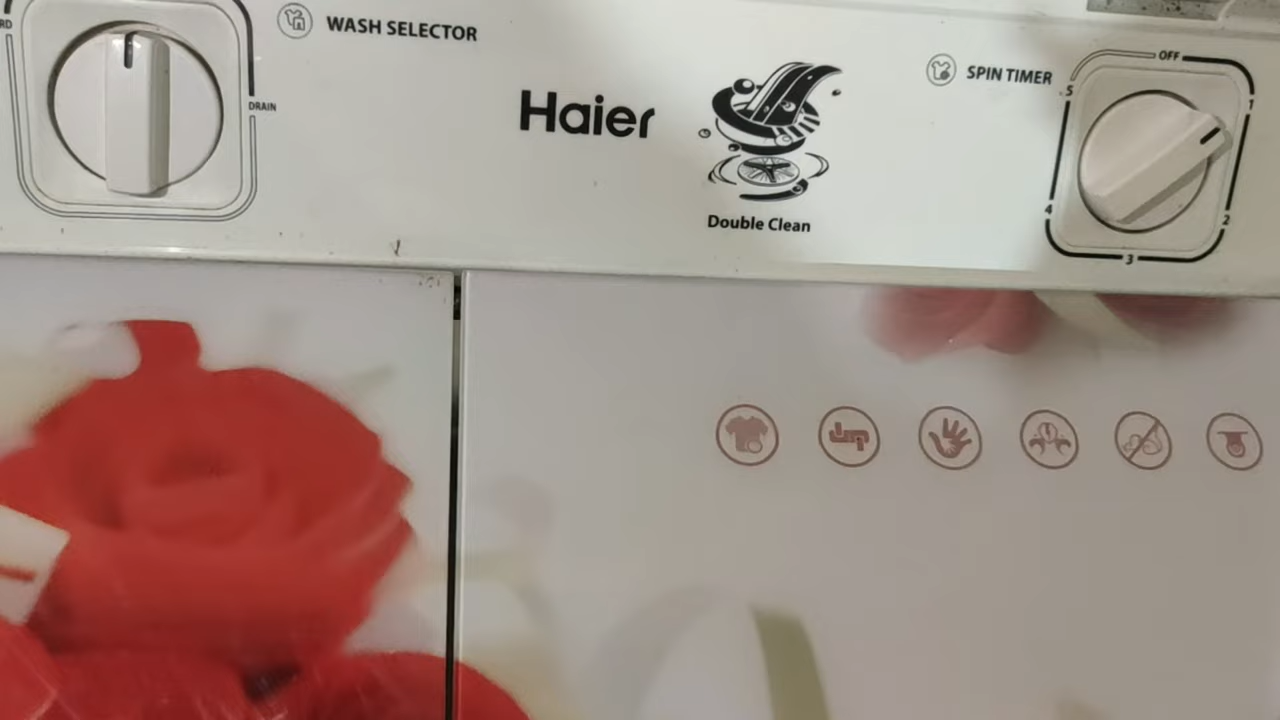 WASH SELECTOR
DRAIN
Haier
Double Clean
SPIN TIMER
OFF
1
2
3
4
5